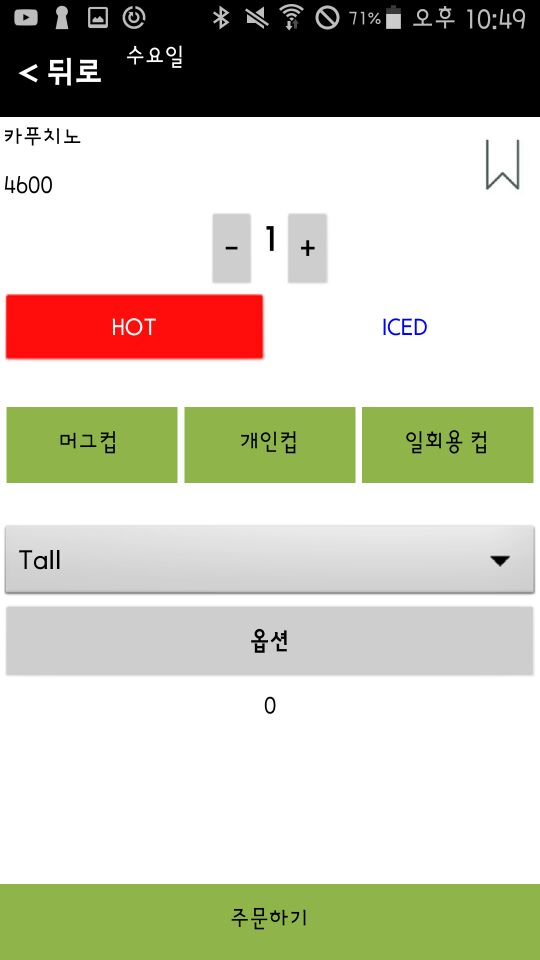 71% 오후 10:49
< 뒤로 수요일
카푸치노
4600
- 1 +
HOT ICED
머그컵 개인컵 일회용 컵
Tall
옵션
0
주문하기